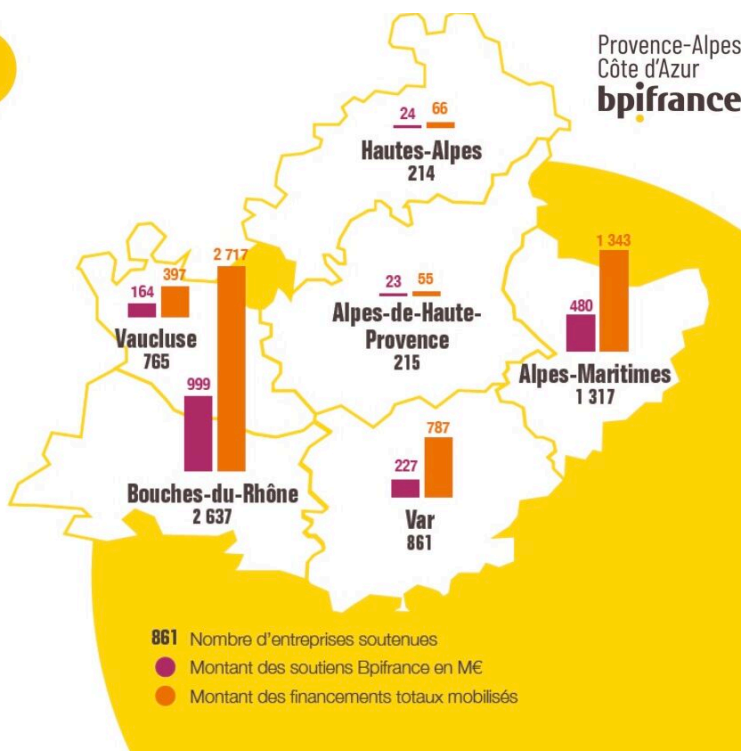 Provence-Alpes
Côte d'Azur
bpifrance
24 66
Hautes-Alpes
214
164 397
Vaucluse
765
2 717
999
Bouches-du-Rhône
2 637
23 55
Alpes-de-Haute-
Provence
215
1 343
480
Alpes-Maritimes
1 317
787
227
Var
861
861 Nombre d'entreprises soutenues
Montant des soutiens Bpifrance en M€
Montant des financements totaux mobilisés